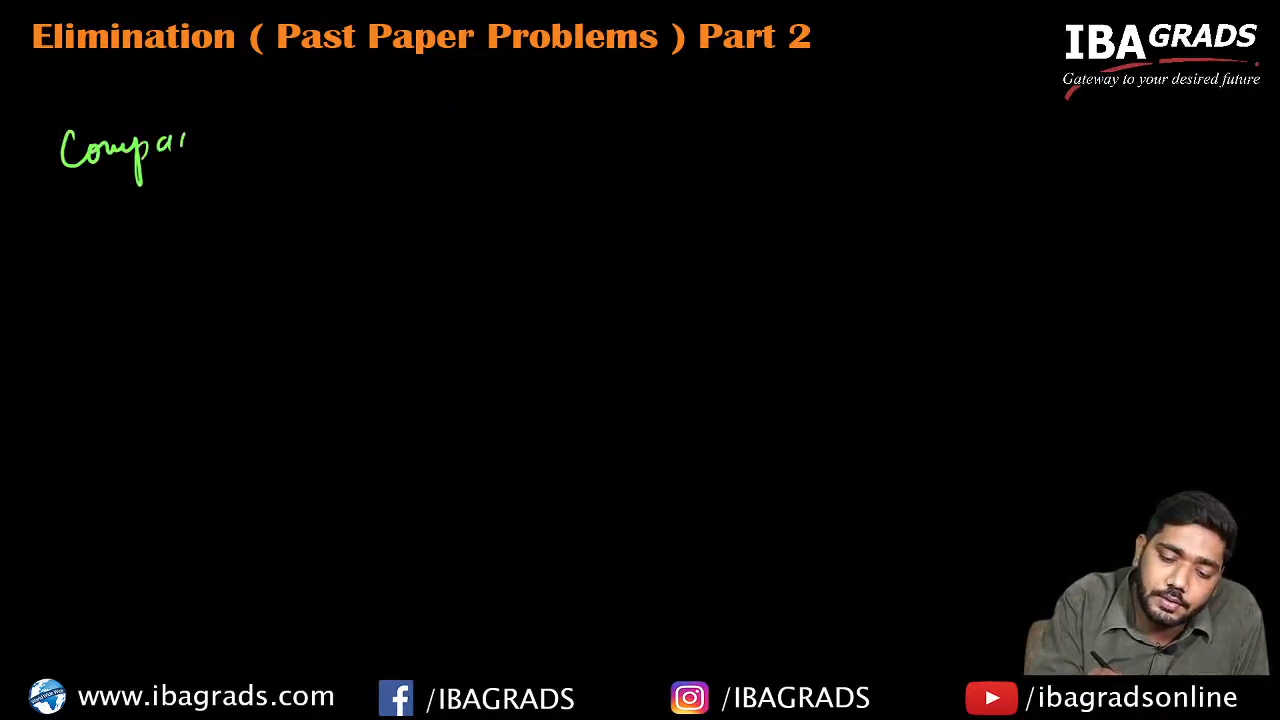 Elimination ( Past Paper Problems ) Part 2
IBA GRADS
Gateway to your desired future
Compar
www.ibagrads.com
/IBAGRADS
/IBAGRADS
/ibagradsonline